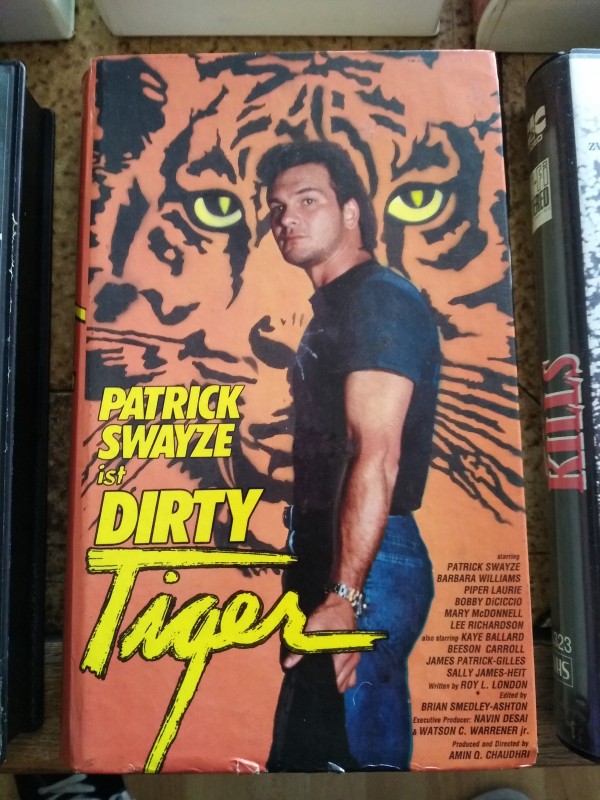 PATRICK
SWAYZE
ist
DIRTY
Tiger
starring
PATRICK SWAYZE
BARBARA WILLIAMS
PIPER LAURIE
BOBBY DiCICCIO
MARY McDONNELL
LEE RICHARDSON
also starring KAYE BALLARD
BEESON CARROLL
JAMES PATRICK-GILLES
SALLY JAMES-HEIT
Written by ROY L. LONDON
Edited by
BRIAN SMEDLEY-ASHTON
Executive Producer: NAVIN DESAI
& WATSON C. WARRENER jr.
Produced and Directed by
AMIN Q. CHAUDHRI
KILLS